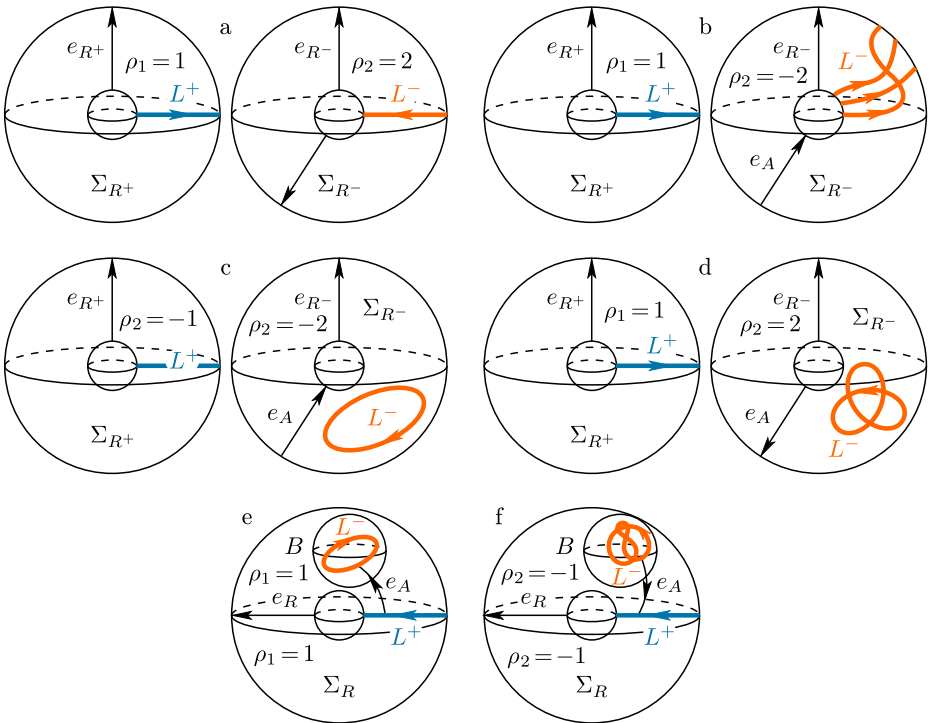 a
e_{R^+} ρ_1 = 1 L^+ Σ_{R^+}
e_{R^-} ρ_2 = 2 L^- Σ_{R^-}
b
e_{R^+} ρ_1 = 1 L^+ Σ_{R^+}
e_{R^-} ρ_2 = -2 L^- e_A Σ_{R^-}
c
e_{R^+} ρ_2 = -1 L^+ Σ_{R^+}
e_{R^-} Σ_{R^-} ρ_2 = -2 e_A L^-
d
e_{R^+} ρ_1 = 1 L^+ Σ_{R^+}
e_{R^-} Σ_{R^-} ρ_2 = 2 e_A L^-
e
L^- B ρ_1 = 1 e_A e_R L^+ ρ_1 = 1 Σ_R
f
B L^- ρ_2 = -1 e_A e_R L^+ ρ_2 = -1 Σ_R